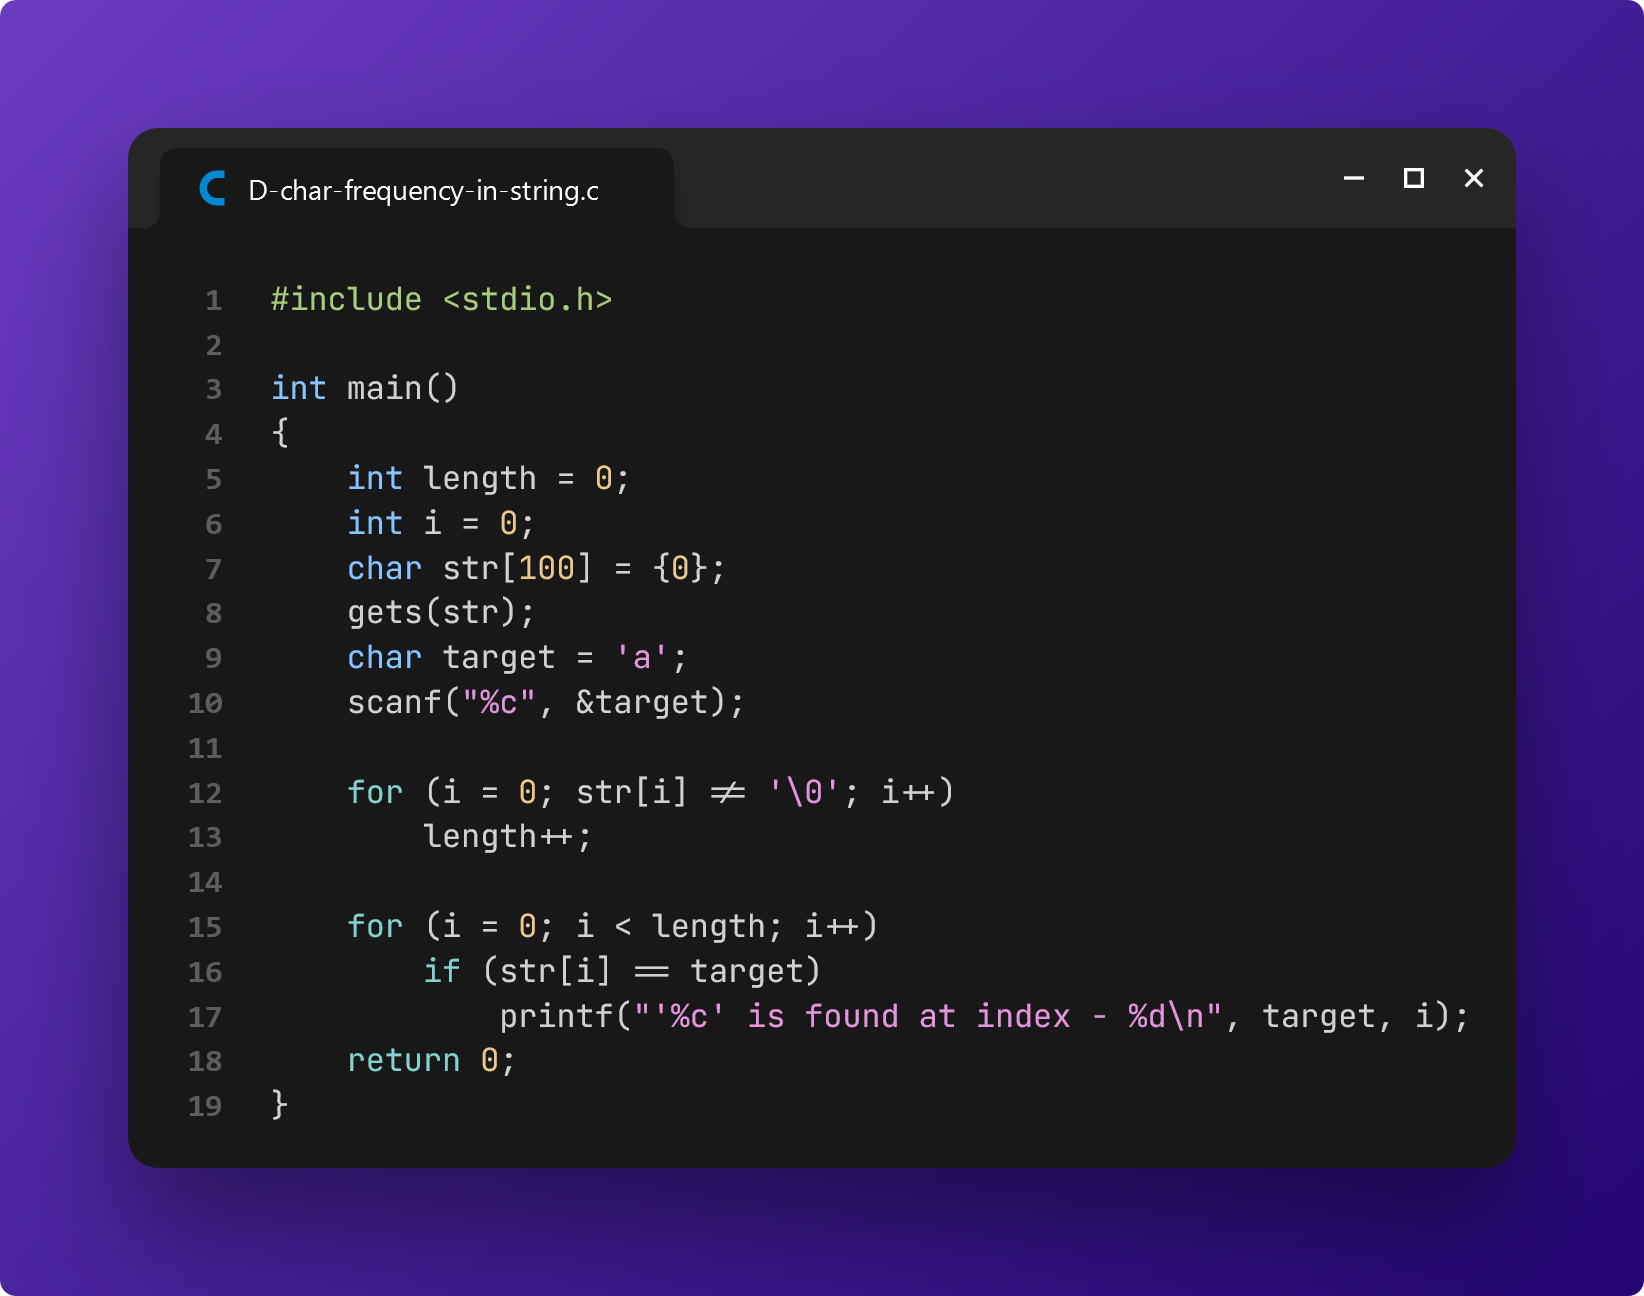 D-char-frequency-in-string.c
1 #include <stdio.h>
2
3 int main()
4 {
5     int length = 0;
6     int i = 0;
7     char str[100] = {0};
8     gets(str);
9     char target = 'a';
10     scanf("%c", &target);
11
12     for (i = 0; str[i] != '\0'; i++)
13         length++;
14
15     for (i = 0; i < length; i++)
16         if (str[i] == target)
17             printf("'%c' is found at index - %d\n", target, i);
18     return 0;
19 }